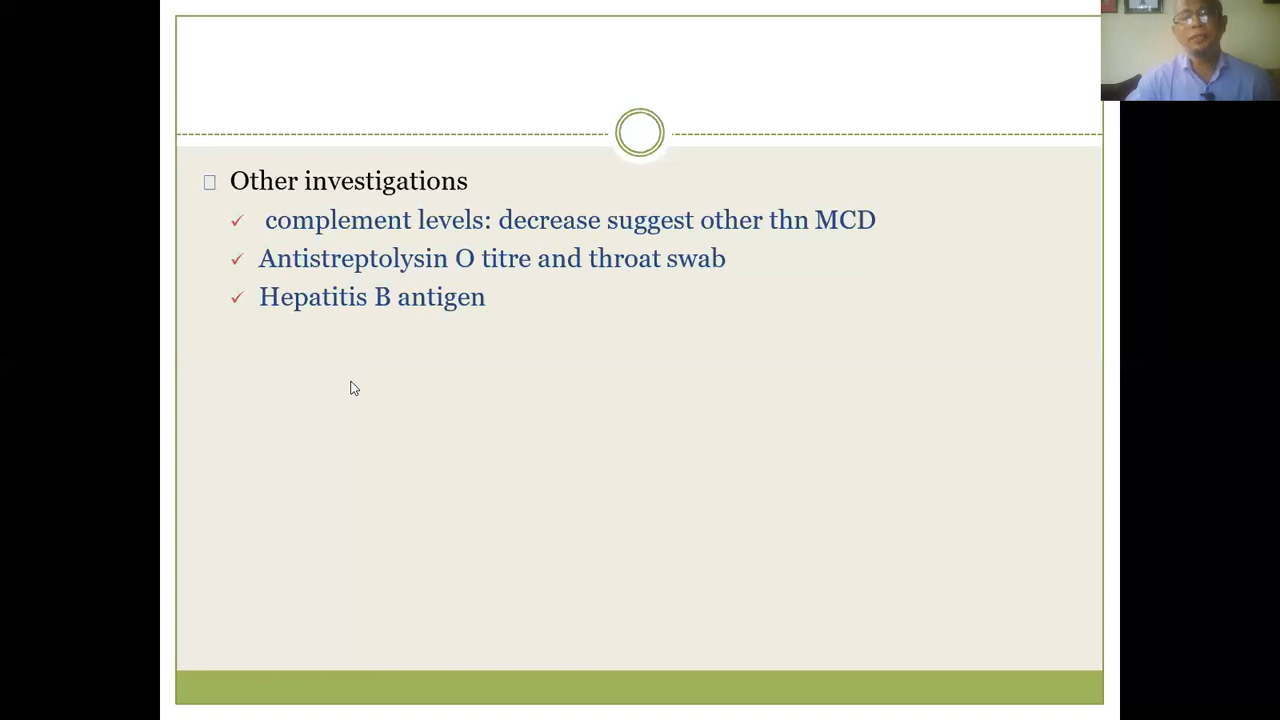 Other investigations
complement levels: decrease suggest other thn MCD
Antistreptolysin O titre and throat swab
Hepatitis B antigen